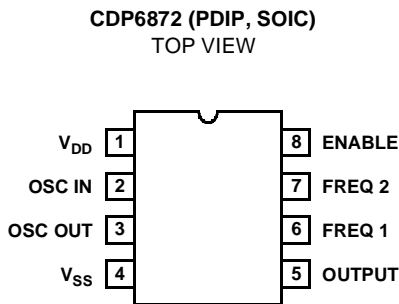 CDP6872 (PDIP, SOIC)
TOP VIEW
VDD 1 8 ENABLE
OSC IN 2 7 FREQ 2
OSC OUT 3 6 FREQ 1
VSS 4 5 OUTPUT